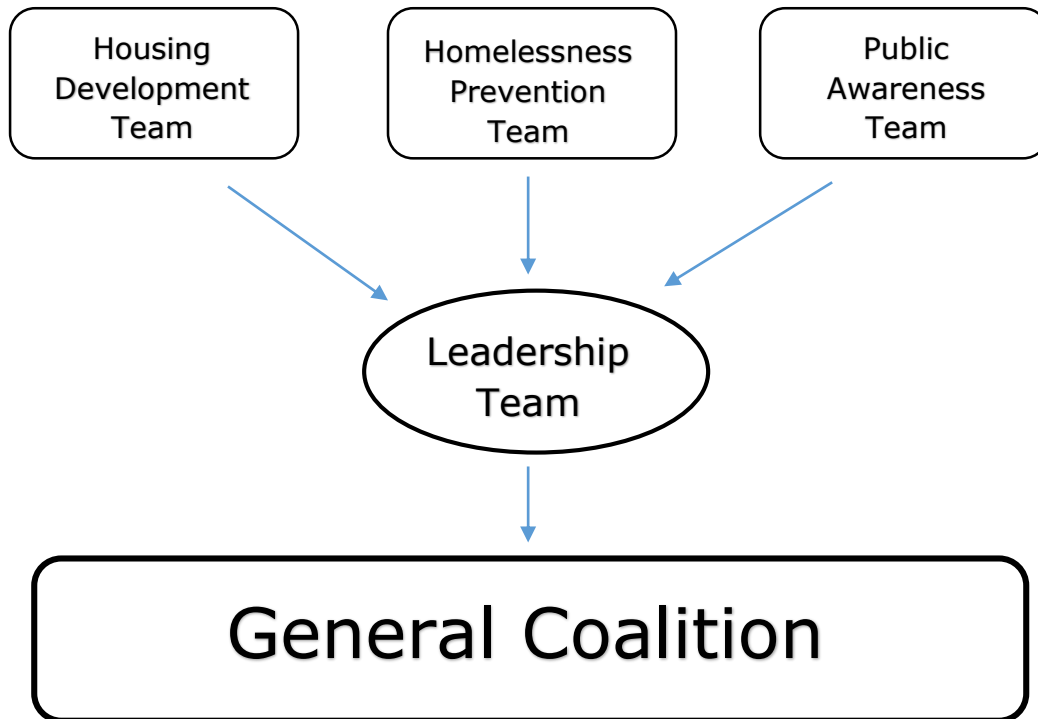 Housing
Development
Team
Homelessness
Prevention
Team
Public
Awareness
Team
Leadership
Team
General Coalition